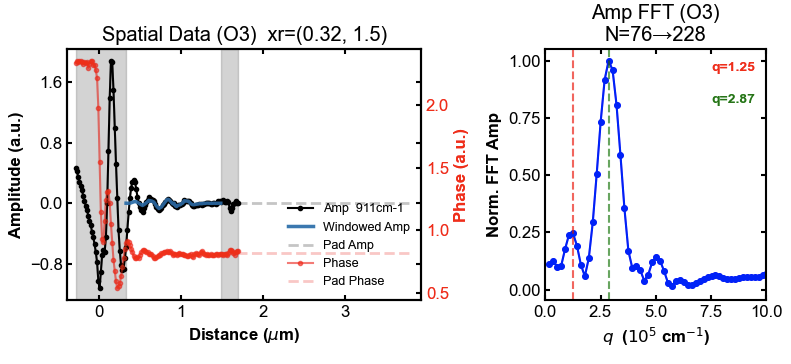 Spatial Data (O3)  xr=(0.32, 1.5)
Amplitude (a.u.)
1.6
0.8
0.0
−0.8
0
1
2
3
Distance (μm)
2.0
1.5
1.0
0.5
Phase (a.u.)
Amp  911cm-1
Windowed Amp
Pad Amp
Phase
Pad Phase
Amp FFT (O3)
N=76→228
Norm. FFT Amp
1.00
0.75
0.50
0.25
0.00
q=1.25
q=2.87
0.0
2.5
5.0
7.5
10.0
q (10⁵ cm⁻¹)